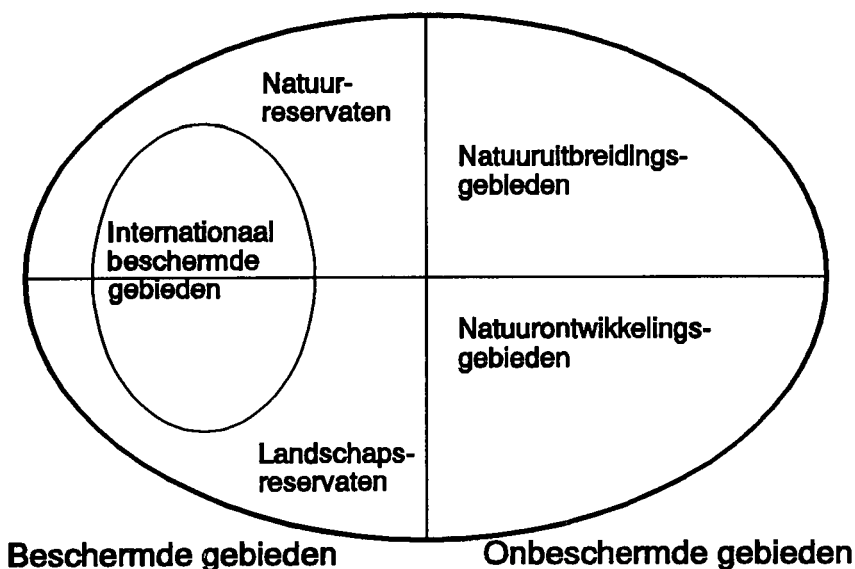 Natuur-
reservaten
Internationaal
beschermde
gebieden
Landschaps-
reservaten
Natuuruitbreidings-
gebieden
Natuurontwikkelings-
gebieden
Beschermde gebieden
Onbeschermde gebieden